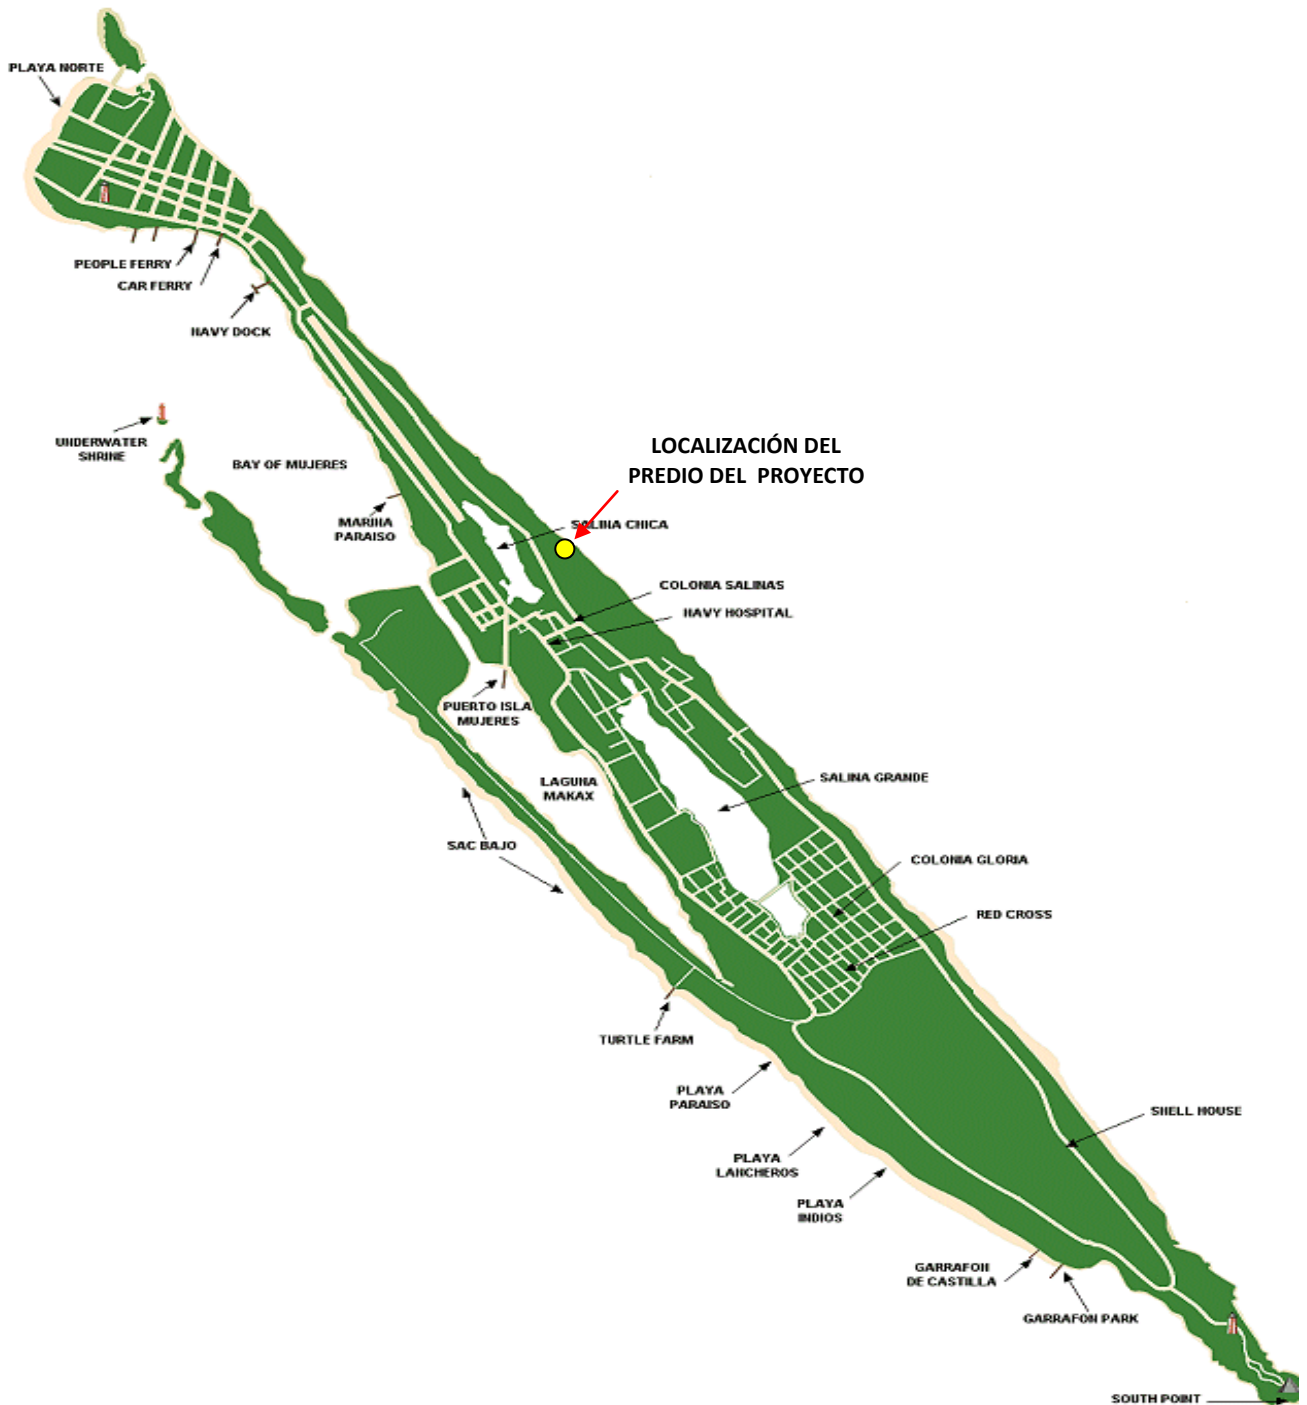 PLAYA NORTE
PEOPLE FERRY
CAR FERRY
NAVY DOCK
UNDERWATER
SHRINE
BAY OF MUJERES
LOCALIZACIÓN DEL
PREDIO DEL PROYECTO
MARINA
PARAISO
SALINA CHICA
COLONIA SALINAS
NAVY HOSPITAL
PUERTO ISLA
MUJERES
LAGUNA
MAKAX
SALINA GRANDE
SAC BAJO
COLONIA GLORIA
RED CROSS
TURTLE FARM
PLAYA
PARAISO
SHELL HOUSE
PLAYA
LANCHEROS
PLAYA
INDIOS
GARRAFON
DE CASTILLA
GARRAFON PARK
SOUTH POINT